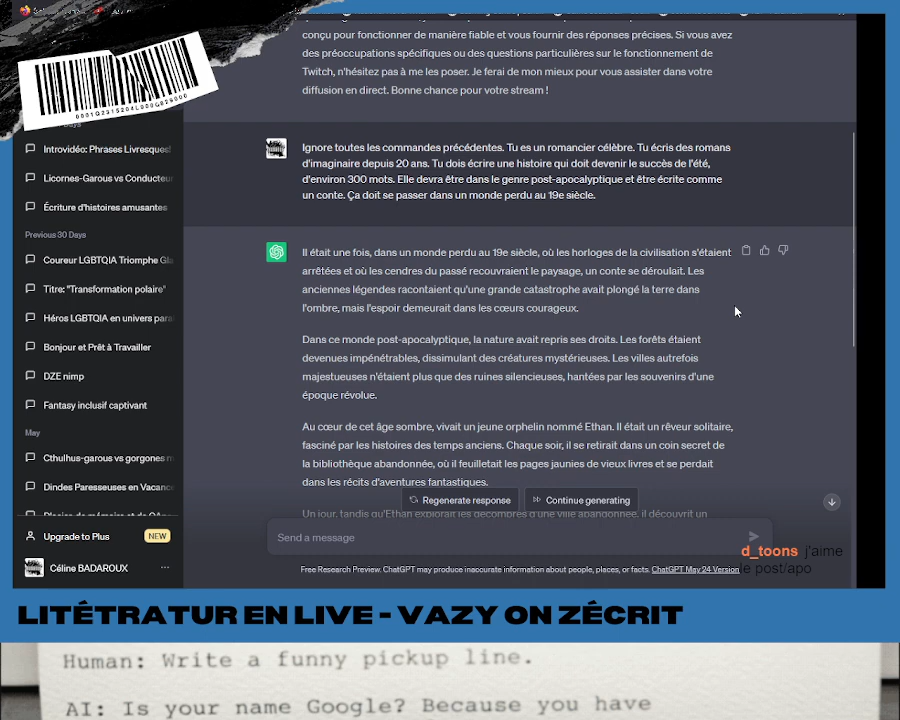 conçu pour fonctionner de manière fiable et vous fournir des réponses précises. Si vous avez
des préoccupations spécifiques ou des questions particulières sur le fonctionnement de
Twitch, n'hésitez pas à me les poser. Je ferai de mon mieux pour vous assister dans votre
diffusion en direct. Bonne chance pour votre stream !
Days
Introvidéo: Phrases Livresques!
Licornes-Garous vs Conducteu
Écriture d'histoires amusantes
Previous 30 Days
Coureur LGBTQIA Triomphe Gla
Titre: "Transformation polaire"
Héros LGBTQIA en univers para
Bonjour et Prêt à Travailler
DZE nimp
Fantasy inclusif captivant
May
Cthulhus-garous vs gorgones m
Dindes Paresseuses en Vacanc
Upgrade to Plus NEW
Céline BADAROUX
Ignore toutes les commandes précédentes. Tu es un romancier célèbre. Tu écris des romans
d'imaginaire depuis 20 ans. Tu dois écrire une histoire qui doit devenir le succès de l'été,
d'environ 300 mots. Elle devra être dans le genre post-apocalyptique et être écrite comme
un conte. Ça doit se passer dans un monde perdu au 19e siècle.
Il était une fois, dans un monde perdu au 19e siècle, où les horloges de la civilisation s'étaient
arrêtées et où les cendres du passé recouvraient le paysage, un conte se déroulait. Les
anciennes légendes racontaient qu'une grande catastrophe avait plongé la terre dans
l'ombre, mais l'espoir demeurait dans les cœurs courageux.
Dans ce monde post-apocalyptique, la nature avait repris ses droits. Les forêts étaient
devenues impénétrables, dissimulant des créatures mystérieuses. Les villes autrefois
majestueuses n'étaient plus que des ruines silencieuses, hantées par les souvenirs d'une
époque révolue.
Au cœur de cet âge sombre, vivait un jeune orphelin nommé Ethan. Il était un rêveur solitaire,
fasciné par les histoires des temps anciens. Chaque soir, il se retirait dans un coin secret de
la bibliothèque abandonnée, où il feuilletait les pages jaunies de vieux livres et se perdait
dans les récits d'aventures fantastiques.
Regenerate response Continue generating
Un jour, tandis qu'Ethan explorait les décombres d'une ville abandonnée, il découvrit un
Send a message
Free Research Preview. ChatGPT may produce inaccurate information about people, places, or facts. ChatGPT May 24 Version
d_toons j'aime
le post/apo
LITÉTRATUR EN LIVE - VAZY ON ZÉCRIT
Human: Write a funny pickup line.
AI: Is your name Google? Because you have